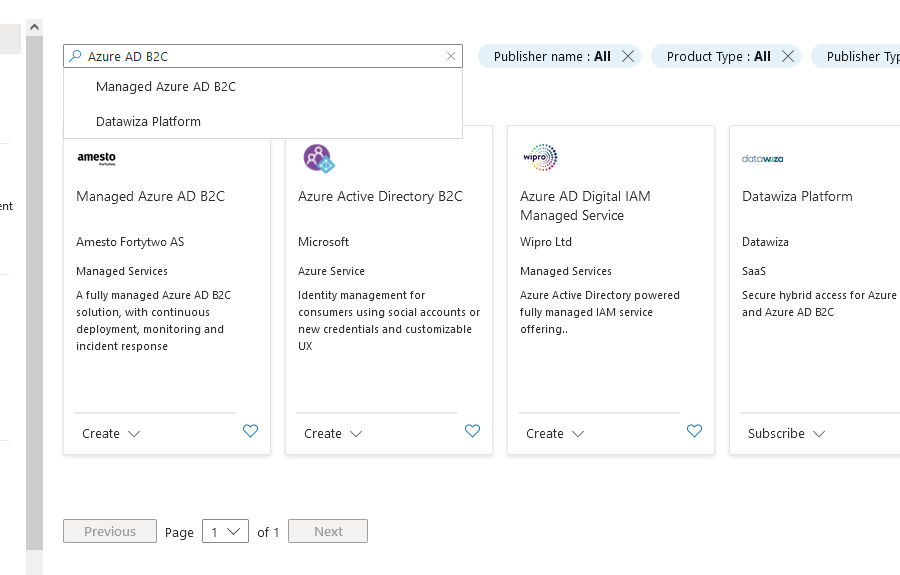 Azure AD B2C
Publisher name : All
Product Type : All
Publisher Typ
Managed Azure AD B2C
Datawiza Platform
ent
amesto
Fortytwo
Managed Azure AD B2C
Amesto Fortytwo AS
Managed Services
A fully managed Azure AD B2C
solution, with continuous
deployment, monitoring and
incident response
Create
Azure Active Directory B2C
Microsoft
Azure Service
Identity management for
consumers using social accounts or
new credentials and customizable
UX
Create
wipro
Azure AD Digital IAM
Managed Service
Wipro Ltd
Managed Services
Azure Active Directory powered
fully managed IAM service
offering..
Create
datawiza
Datawiza Platform
Datawiza
SaaS
Secure hybrid access for Azure
and Azure AD B2C
Subscribe
Previous
Page
1
of 1
Next